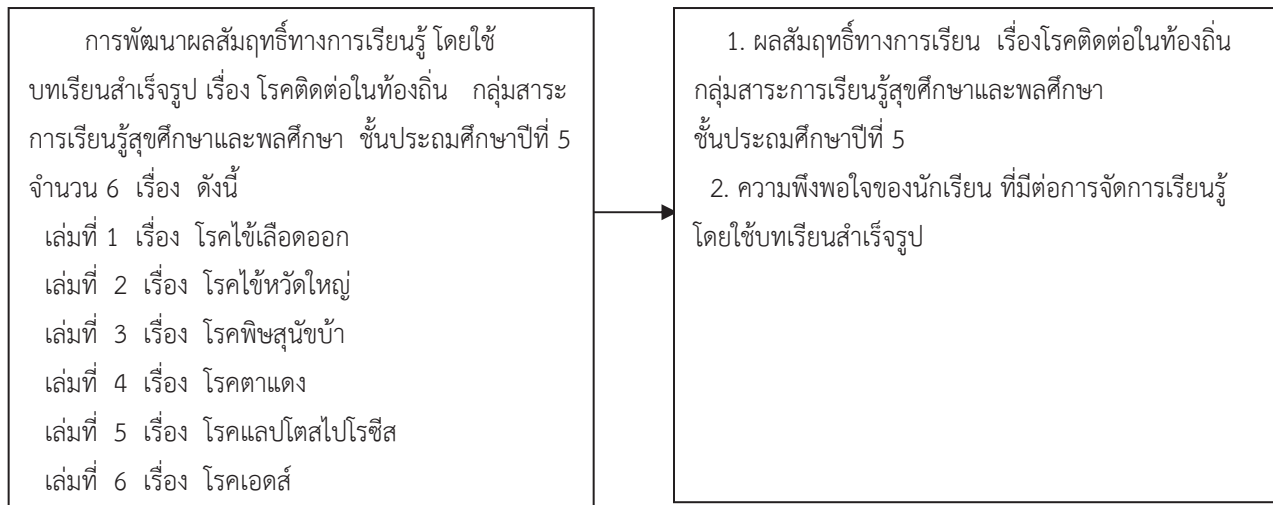 การพัฒนาผลสัมฤทธิ์ทางการเรียนรู้ โดยใช้
บทเรียนสำเร็จรูป เรื่อง โรคติดต่อในท้องถิ่น กลุ่มสาระ
การเรียนรู้สุขศึกษาและพลศึกษา ชั้นประถมศึกษาปีที่ 5
จำนวน 6 เรื่อง ดังนี้
เล่มที่ 1 เรื่อง โรคไข้เลือดออก
เล่มที่ 2 เรื่อง โรคไข้หวัดใหญ่
เล่มที่ 3 เรื่อง โรคพิษสุนัขบ้า
เล่มที่ 4 เรื่อง โรคตาแดง
เล่มที่ 5 เรื่อง โรคแลปโตสไปโรซีส
เล่มที่ 6 เรื่อง โรคเอดส์
1. ผลสัมฤทธิ์ทางการเรียน เรื่องโรคติดต่อในท้องถิ่น
กลุ่มสาระการเรียนรู้สุขศึกษาและพลศึกษา
ชั้นประถมศึกษาปีที่ 5
2. ความพึงพอใจของนักเรียน ที่มีต่อการจัดการเรียนรู้
โดยใช้บทเรียนสำเร็จรูป